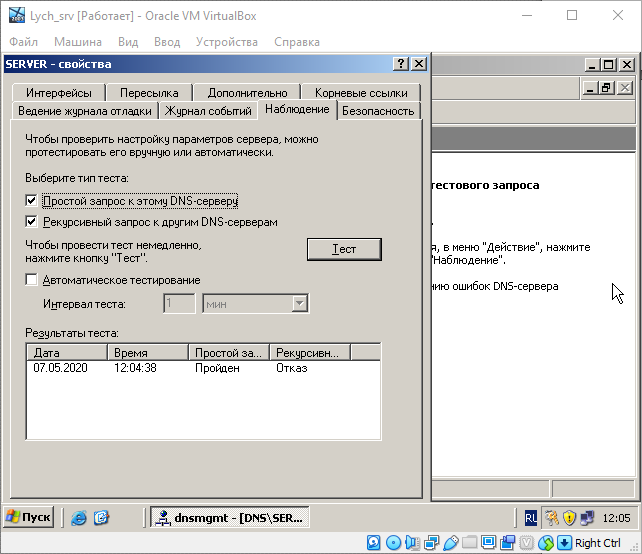 Lych_srv [Работает] - Oracle VM VirtualBox
Файл Машина Вид Ввод Устройства Справка
SERVER - свойства
Интерфейсы Пересылка Дополнительно Корневые ссылки
Ведение журнала отладки Журнал событий Наблюдение Безопасность
Чтобы проверить настройку параметров сервера, можно
протестировать его вручную или автоматически.
Выберите тип теста:
Простой запрос к этому DNS-серверу
Рекурсивный запрос к другим DNS-серверам
Чтобы провести тест немедленно,
нажмите кнопку "Тест".
Тест
Автоматическое тестирование
Интервал теста: 1 мин
Результаты теста:
Дата Время Простой за... Рекурсивн...
07.05.2020 12:04:38 Пройден Отказ
тестового запроса
я, в меню "Действие", нажмите
"Наблюдение".
нию ошибок DNS-сервера
Пуск dnsmgmt - [DNS\SER... RU 12:05
Right Ctrl